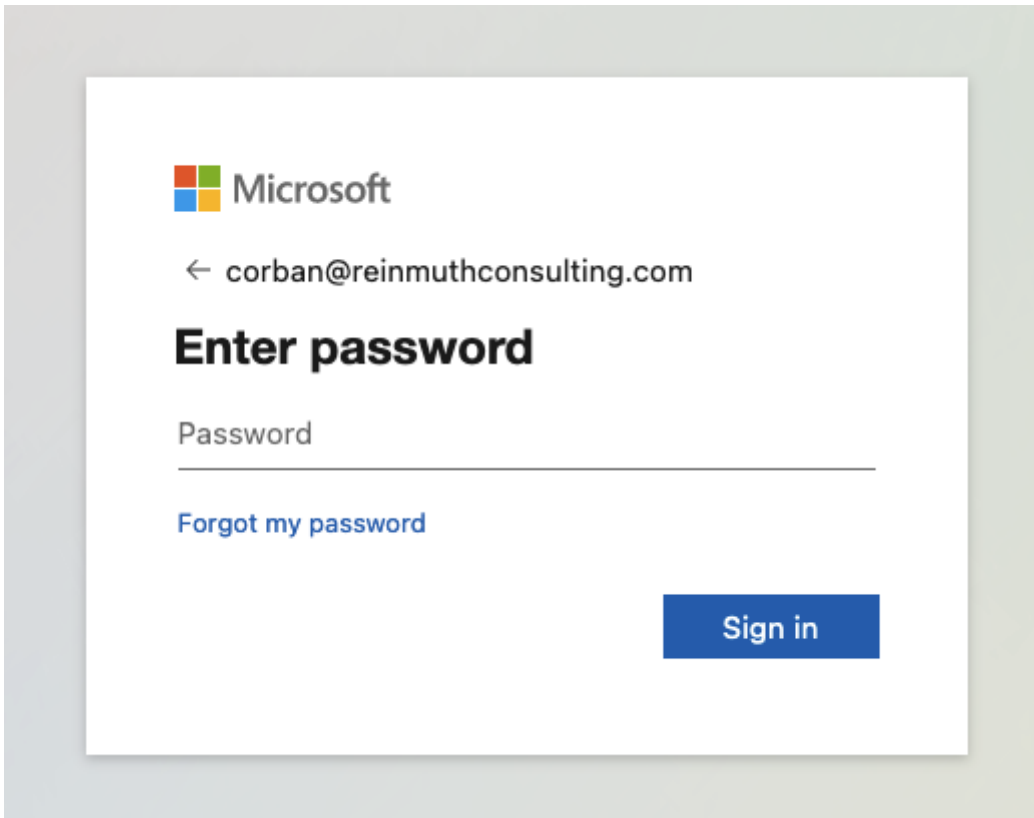 Microsoft
← corban@reinmuthconsulting.com
Enter password
Password
Forgot my password
Sign in